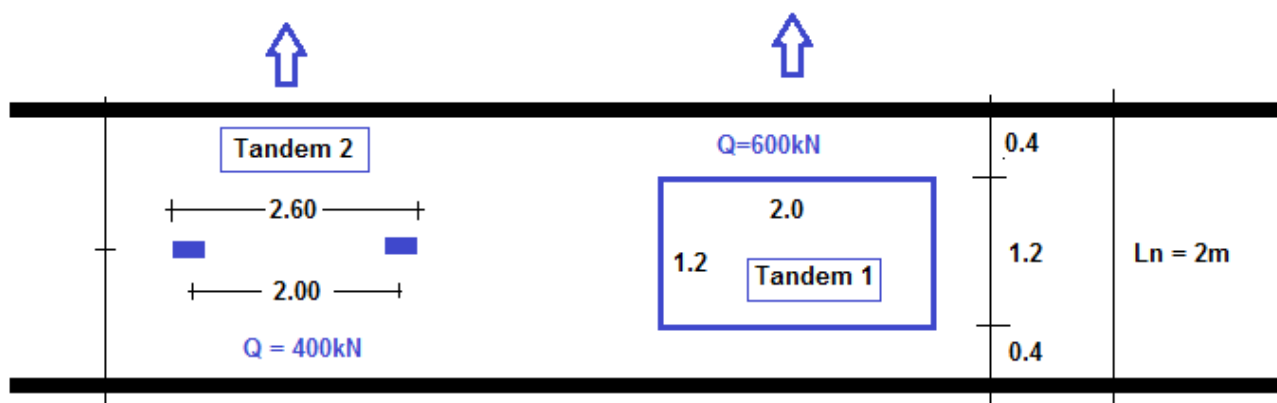 Tandem 2
2.60
2.00
Q = 400kN
Q=600kN
2.0
1.2
Tandem 1
0.4
1.2
0.4
Ln = 2m